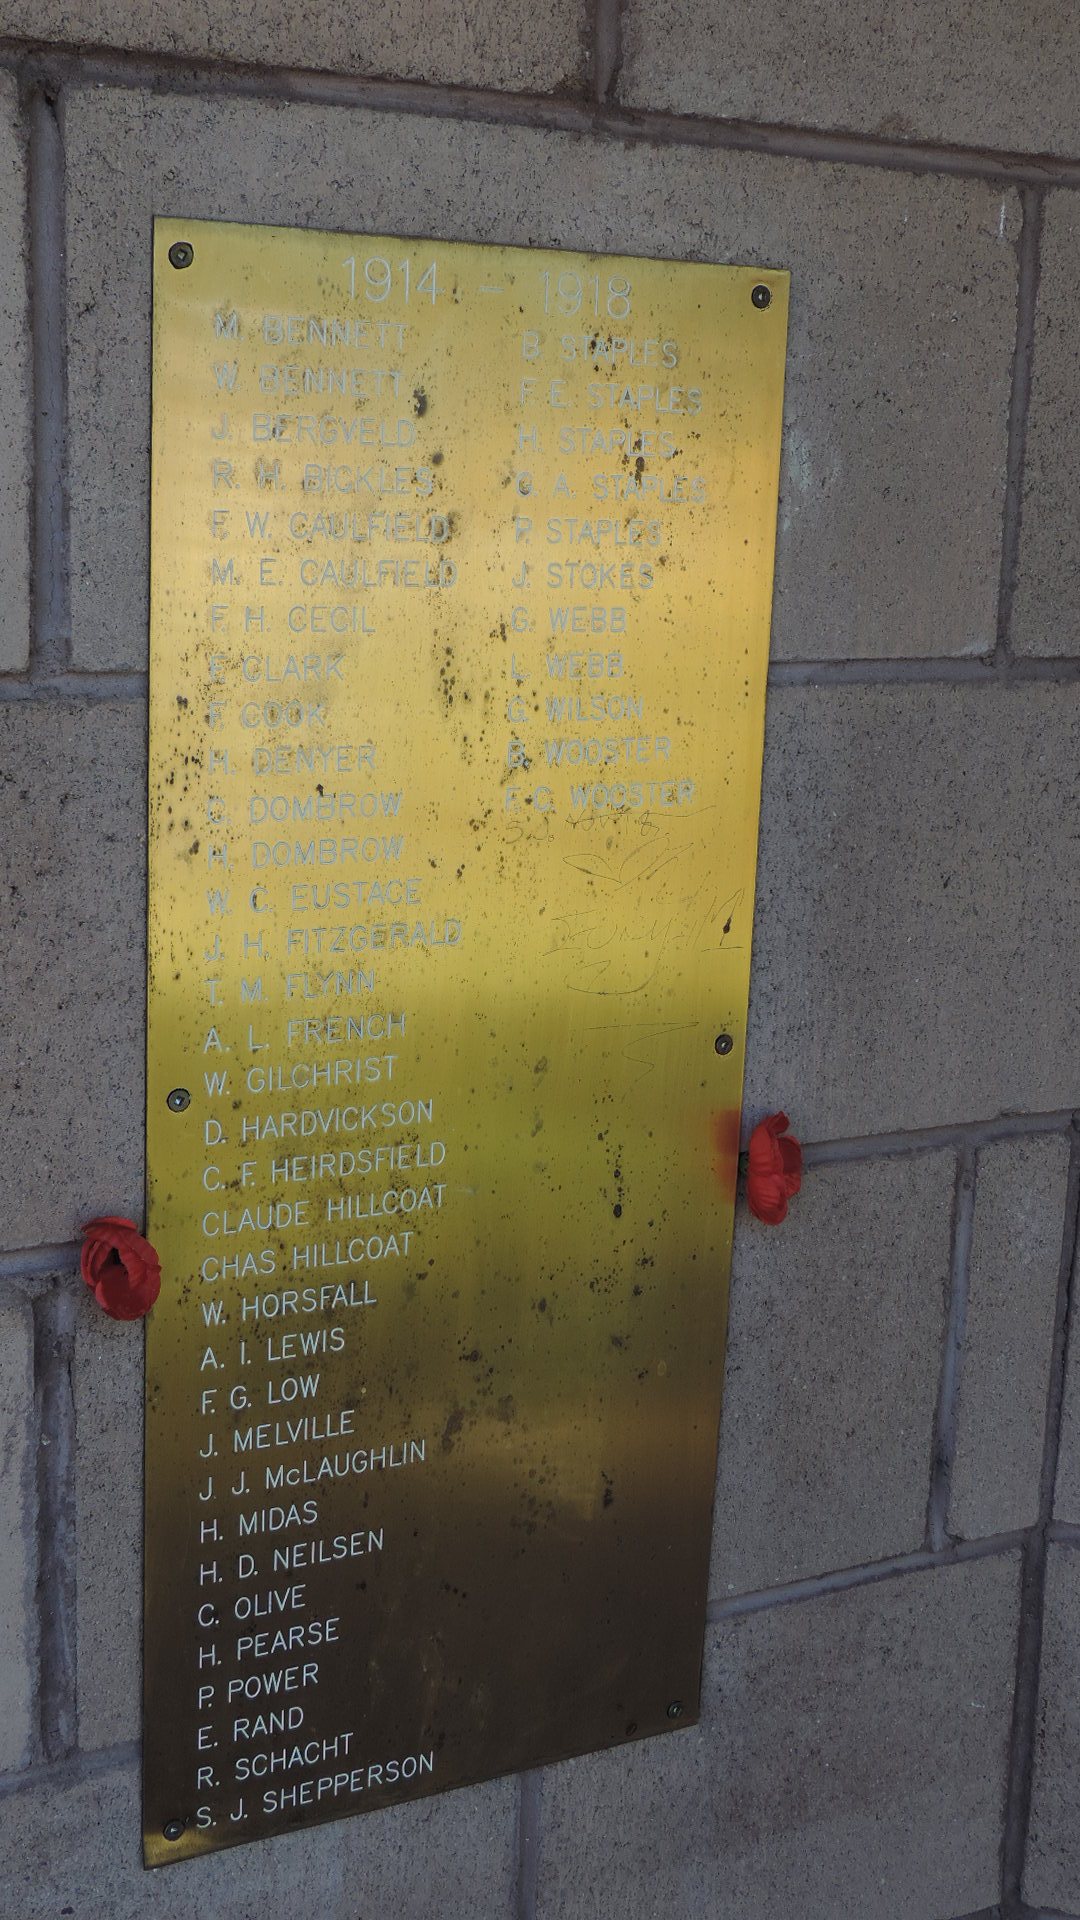 1914 - 1918
M. BENNETT
W. BENNETT
J. BERGVELD
R. H. BICKLES
F. W. CAULFIELD
M. E. CAULFIELD
F. H. CECIL
F. CLARK
F. COOK
H. DENYER
C. DOMBROW
H. DOMBROW
W. C. EUSTACE
J. H. FITZGERALD
T. M. FLYNN
A. L. FRENCH
W. GILCHRIST
D. HARDVICKSON
C. F. HEIRDSFIELD
CLAUDE HILLCOAT
CHAS HILLCOAT
W. HORSFALL
A. I. LEWIS
F. G. LOW
J. MELVILLE
J. J. McLAUGHLIN
H. MIDAS
H. D. NEILSEN
C. OLIVE
H. PEARSE
P. POWER
E. RAND
R. SCHACHT
S. J. SHEPPERSON
B. STAPLES
F. E. STAPLES
H. STAPLES
G. A. STAPLES
P. STAPLES
J. STOKES
G. WEBB
L. WEBB
G. WILSON
B. WOOSTER
F. C. WOOSTER